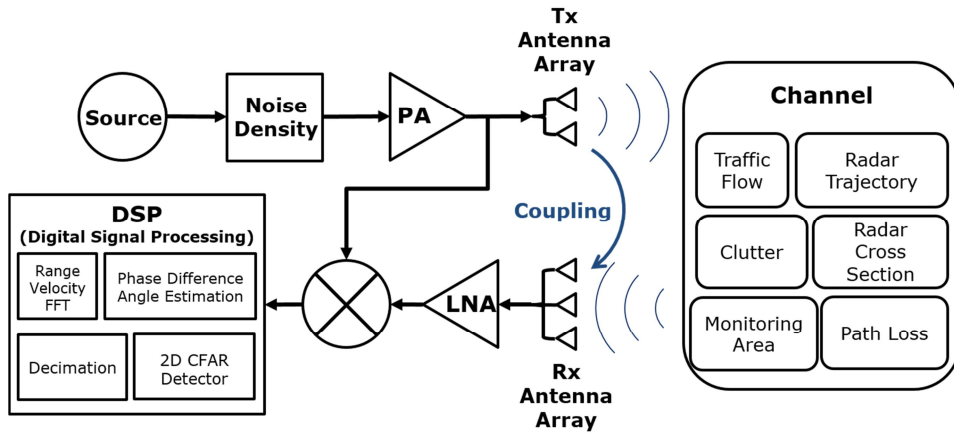 Tx
Antenna
Array
Source
Noise
Density
PA
Channel
Traffic
Flow
Radar
Trajectory
Clutter
Radar
Cross
Section
Monitoring
Area
Path Loss
Coupling
DSP
(Digital Signal Processing)
Range
Velocity
FFT
Phase Difference
Angle Estimation
Decimation
2D CFAR
Detector
LNA
Rx
Antenna
Array